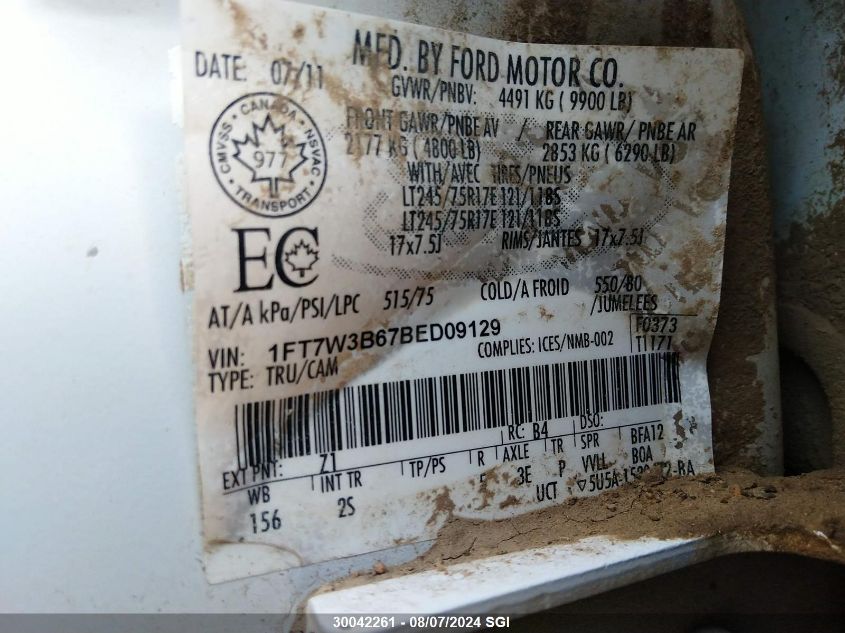 MFD. BY FORD MOTOR CO.
DATE: 07/11
GVWR/PNBV: 4491 KG ( 9900 LB)
FRONT GAWR/PNBE AV / REAR GAWR/ PNBE AR
2177 KG ( 4800 LB) 2853 KG ( 6290 LB)
WITH/AVEC TIRES/PNEUS
LT245/75R17E 121/118S
LT245/75R17E 121/118S
17x7.5J RIMS/JANTES 17x7.5J
CANADA
CMVSS NSVAC
977
TRANSPORT
EC
AT/A kPa/PSI/LPC 515/75 COLD/A FROID 550/80
/JUMELEES
VIN: 1FT7W3B67BED09129 COMPLIES: ICES/NMB-002 F0373
TYPE: TRU/CAM T1171
RC: B4 DSO:
EXT PNT: Z1 R AXLE TR SPR BFA12
WB INT TR TP/PS 3E P VVLL BOA
156 2S UCT
30042261 - 08/07/2024 SGI